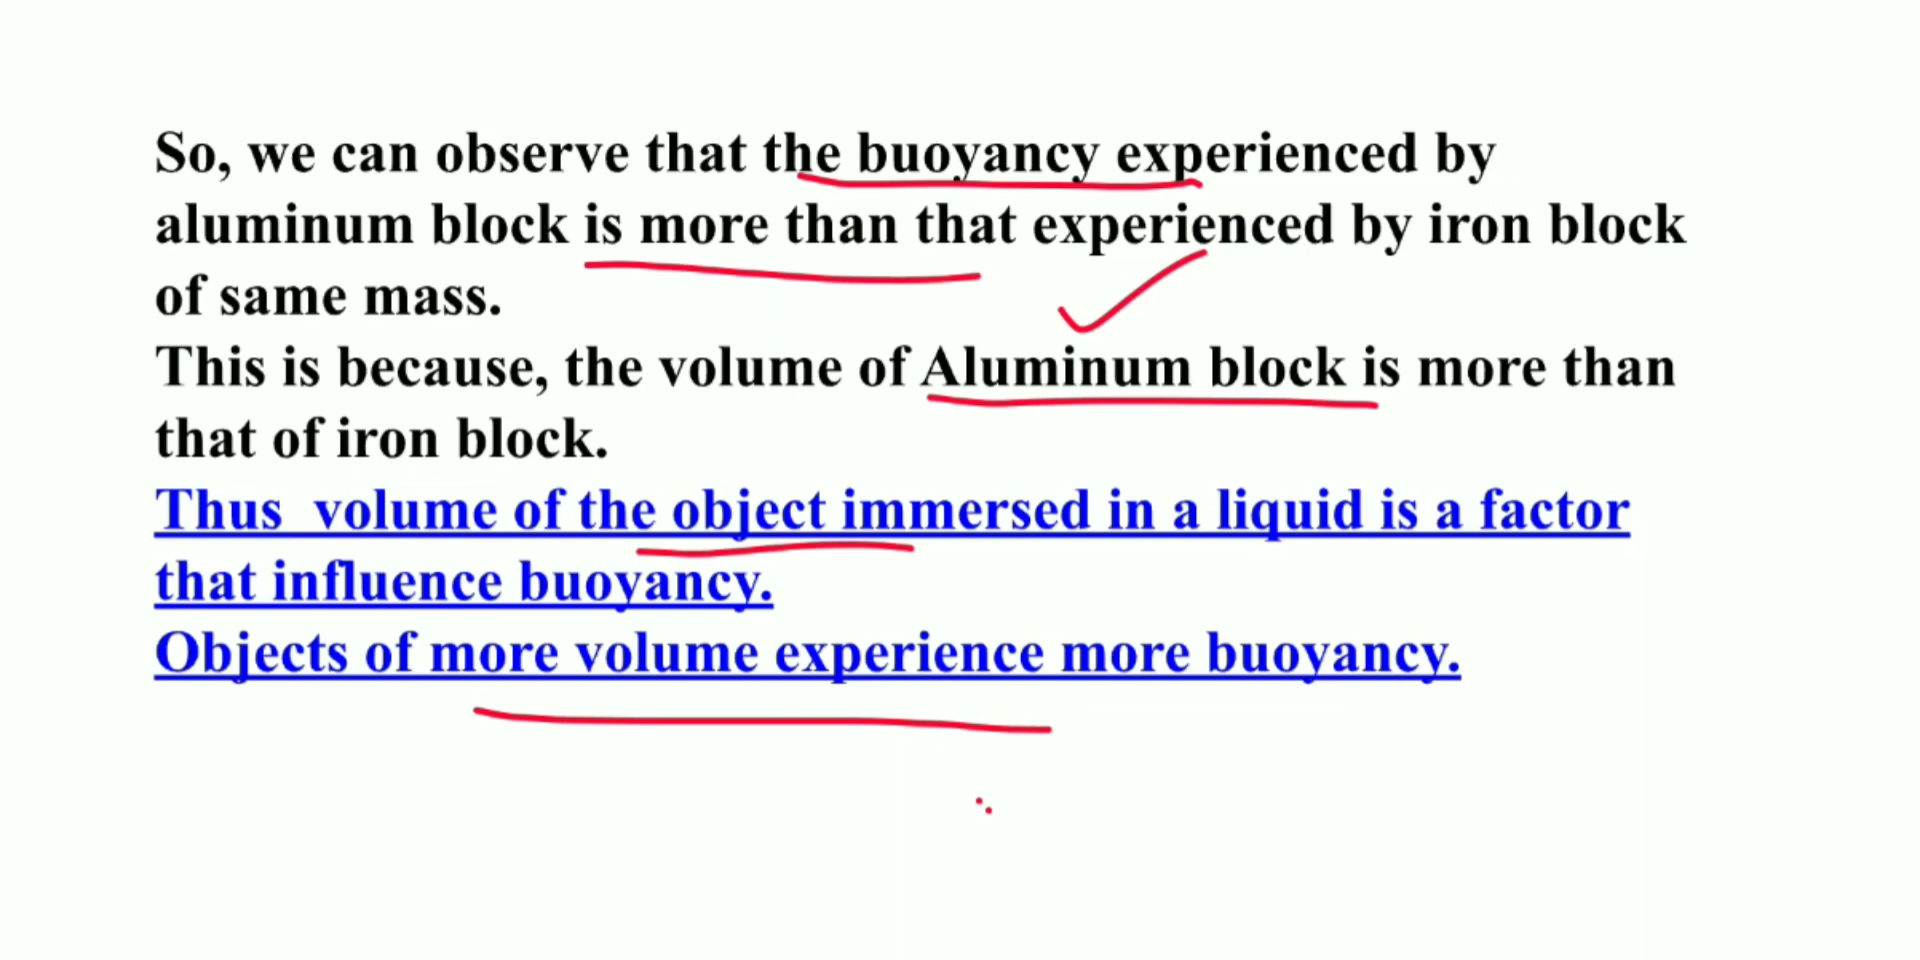 So, we can observe that the buoyancy experienced by
aluminum block is more than that experienced by iron block
of same mass.
This is because, the volume of Aluminum block is more than
that of iron block.
Thus  volume of the object immersed in a liquid is a factor
that influence buoyancy.
Objects of more volume experience more buoyancy.